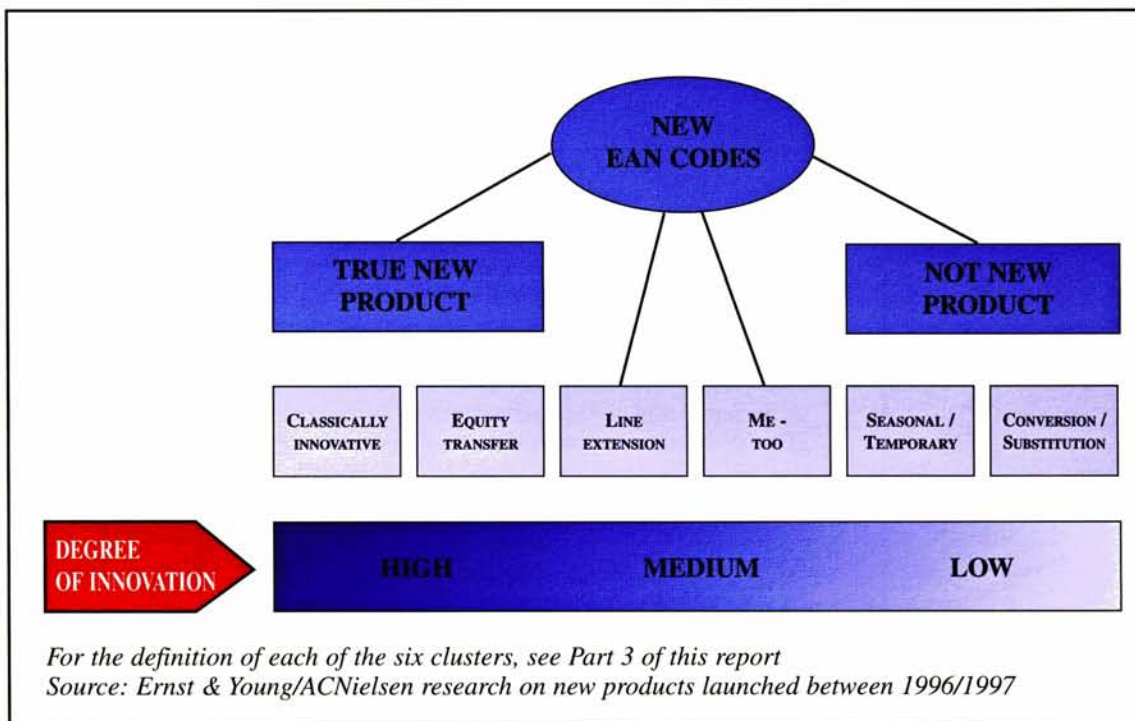 NEW
EAN CODES
TRUE NEW
PRODUCT
NOT NEW
PRODUCT
CLASSICALLY
INNOVATIVE
EQUITY
TRANSFER
LINE
EXTENSION
ME -
TOO
SEASONAL /
TEMPORARY
CONVERSION /
SUBSTITUTION
DEGREE
OF INNOVATION
HIGH
MEDIUM
LOW
For the definition of each of the six clusters, see Part 3 of this report
Source: Ernst & Young/ACNielsen research on new products launched between 1996/1997